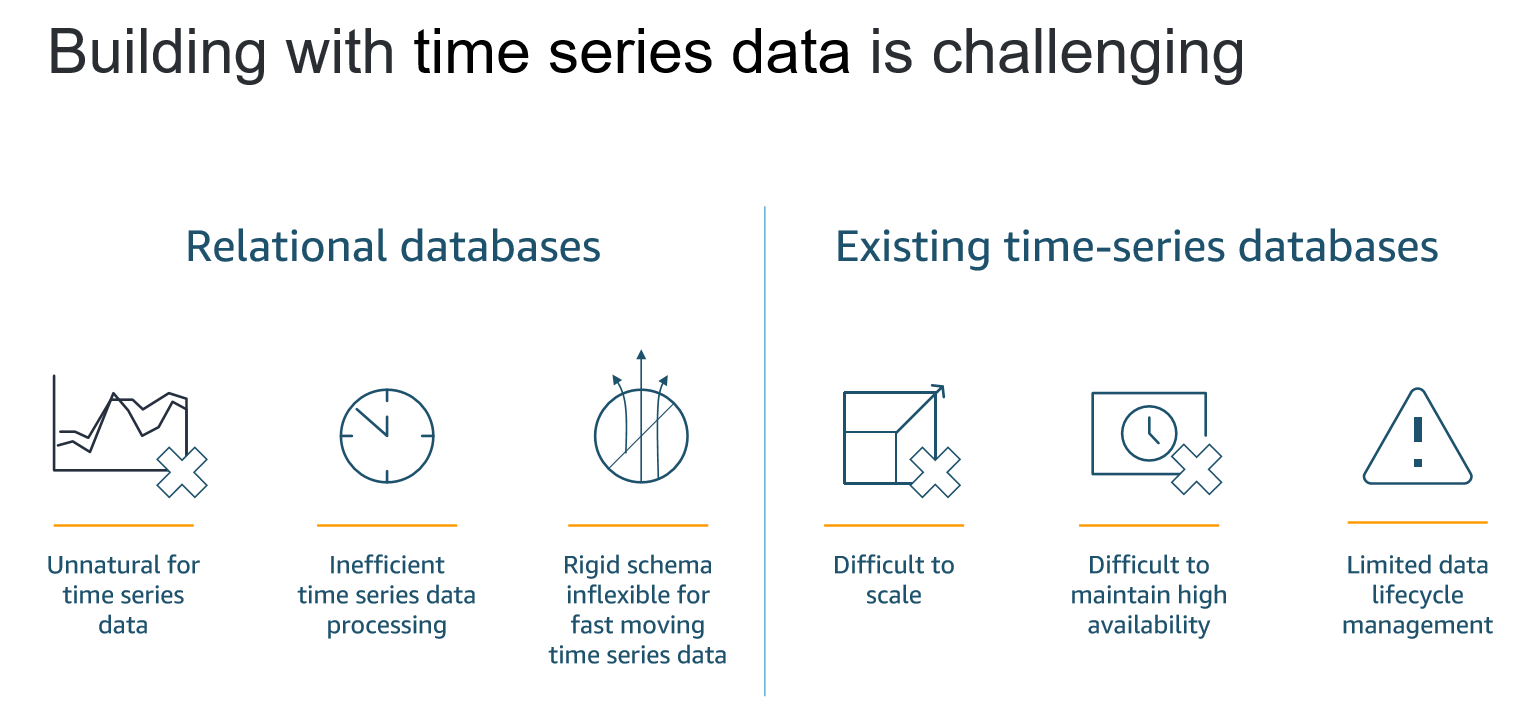 Building with time series data is challenging
Relational databases
Existing time-series databases
Unnatural for
time series
data
Inefficient
time series data
processing
Rigid schema
inflexible for
fast moving
time series data
Difficult to
scale
Difficult to
maintain high
availability
Limited data
lifecycle
management